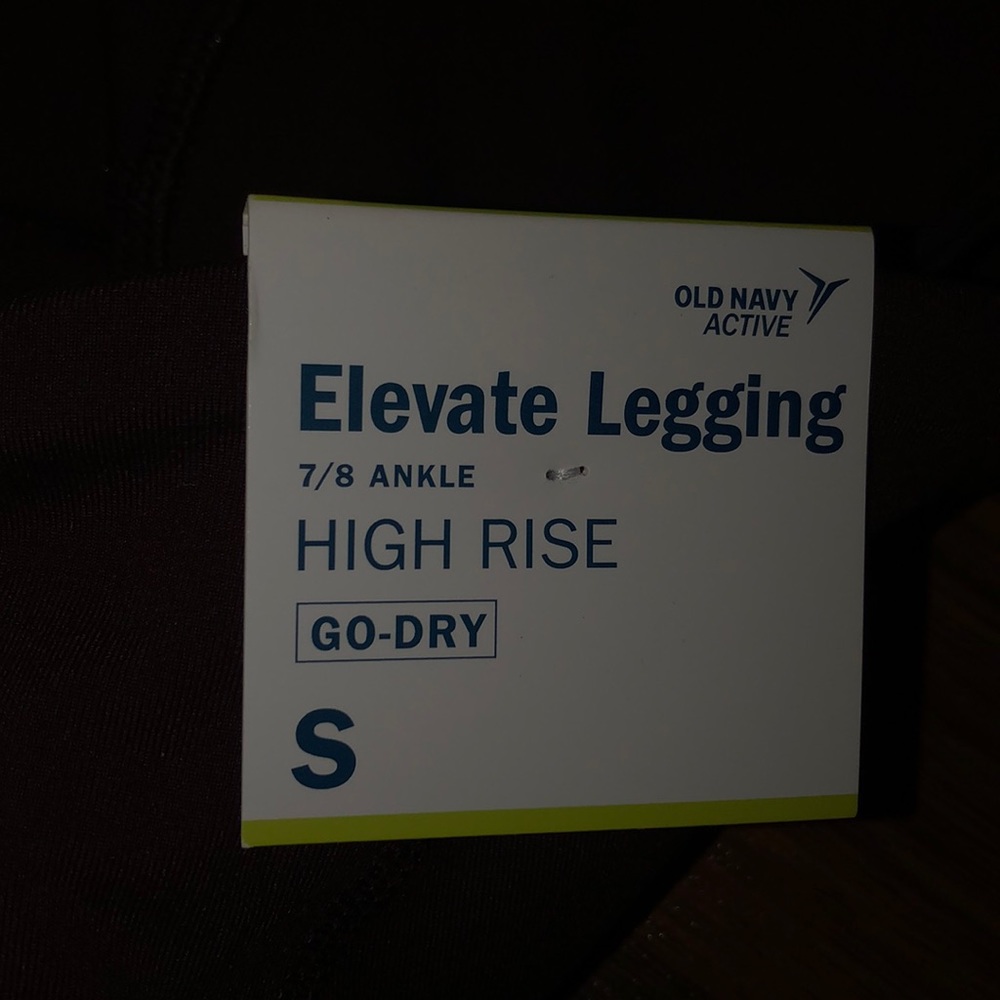 OLD NAVY
ACTIVE
Elevate Legging
7/8 ANKLE
HIGH RISE
GO-DRY
S